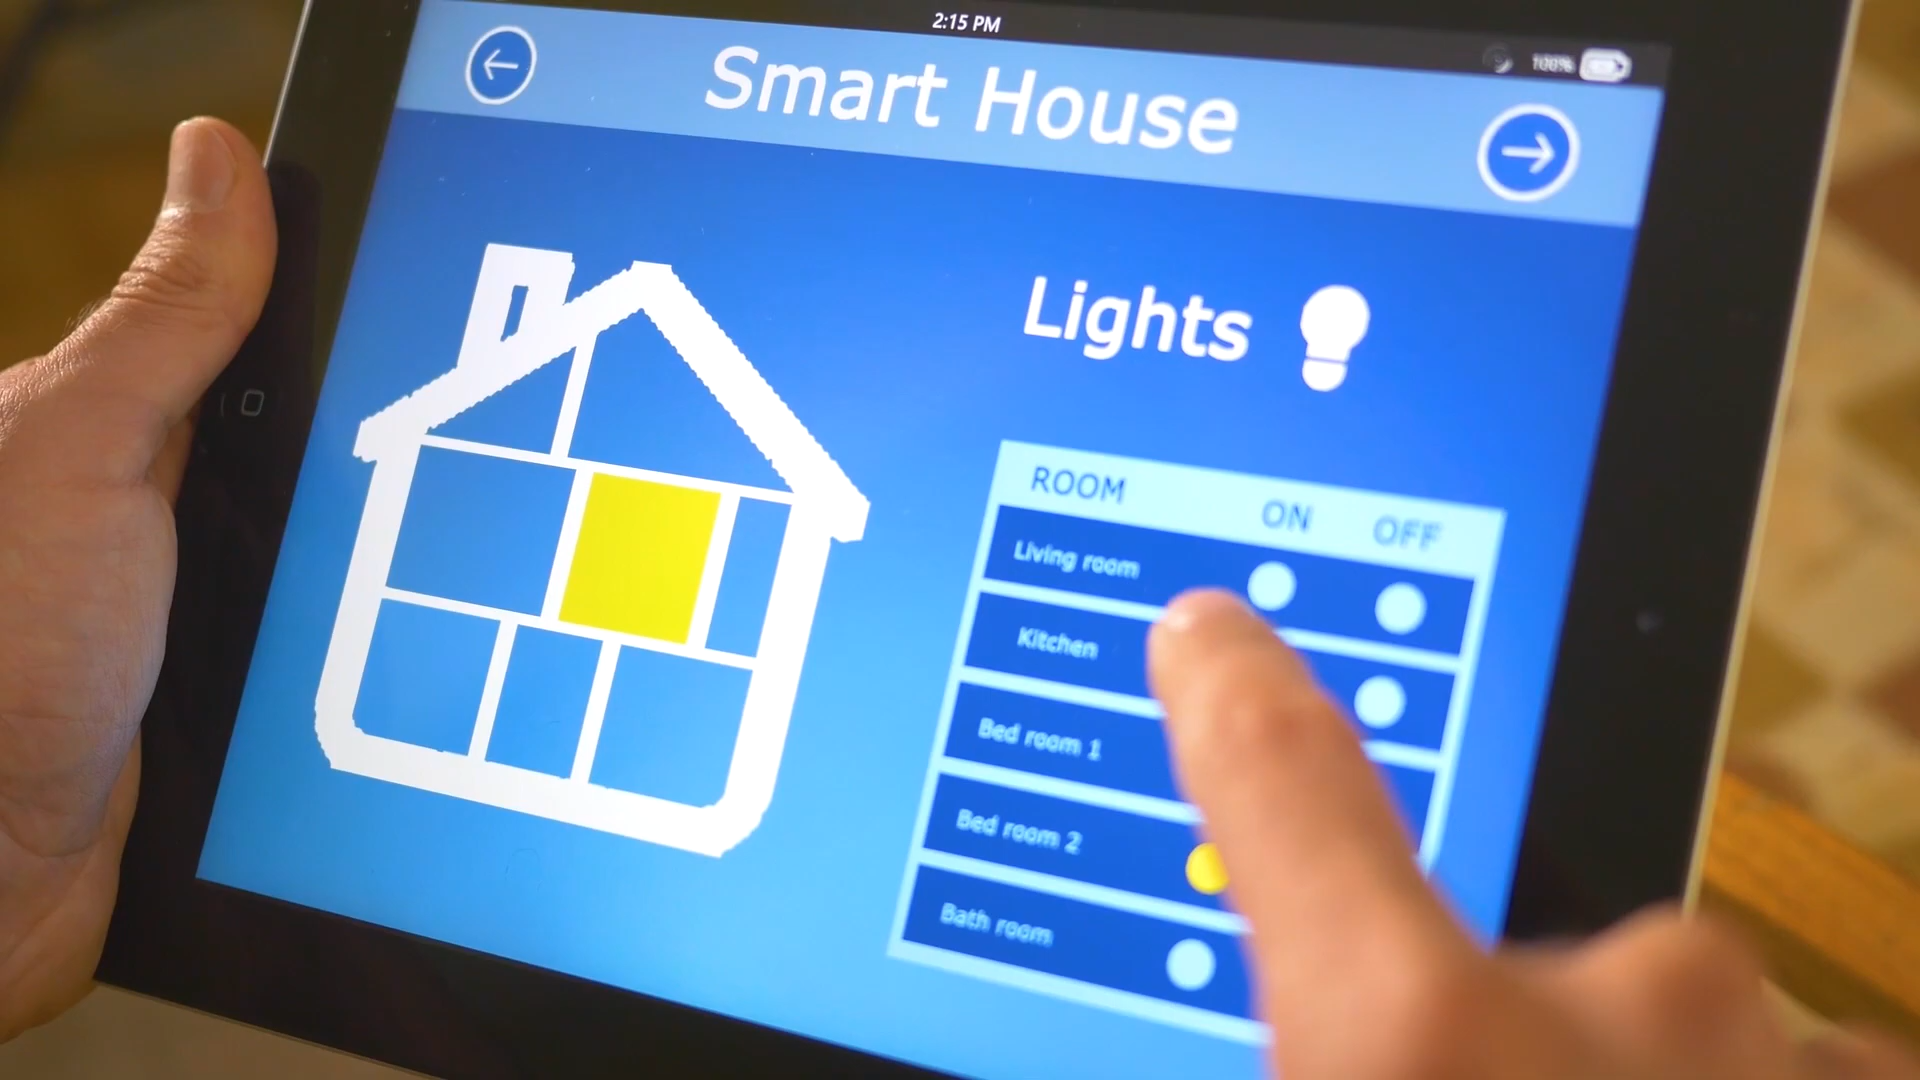 2:15 PM
100%
Smart House
Lights
ROOM ON OFF
Living room
Kitchen
Bed room 1
Bed room 2
Bath room